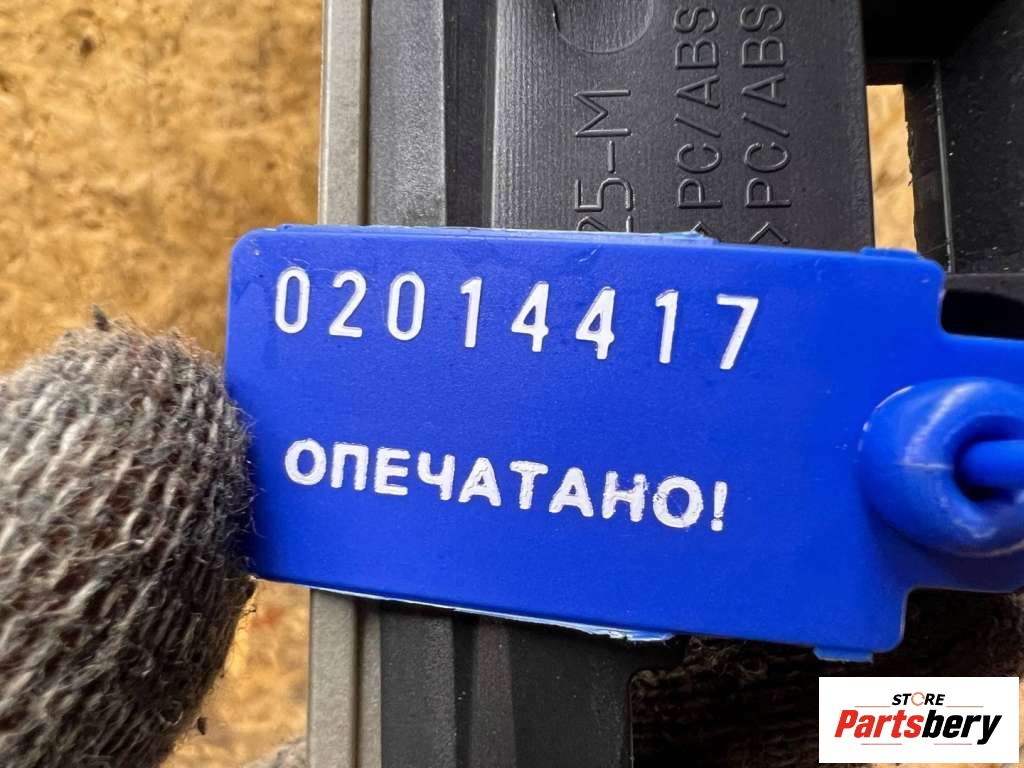 25-M
>PC/ABS
>PC/ABS
02014417
ОПЕЧАТАНО!
STORE
Partsbery